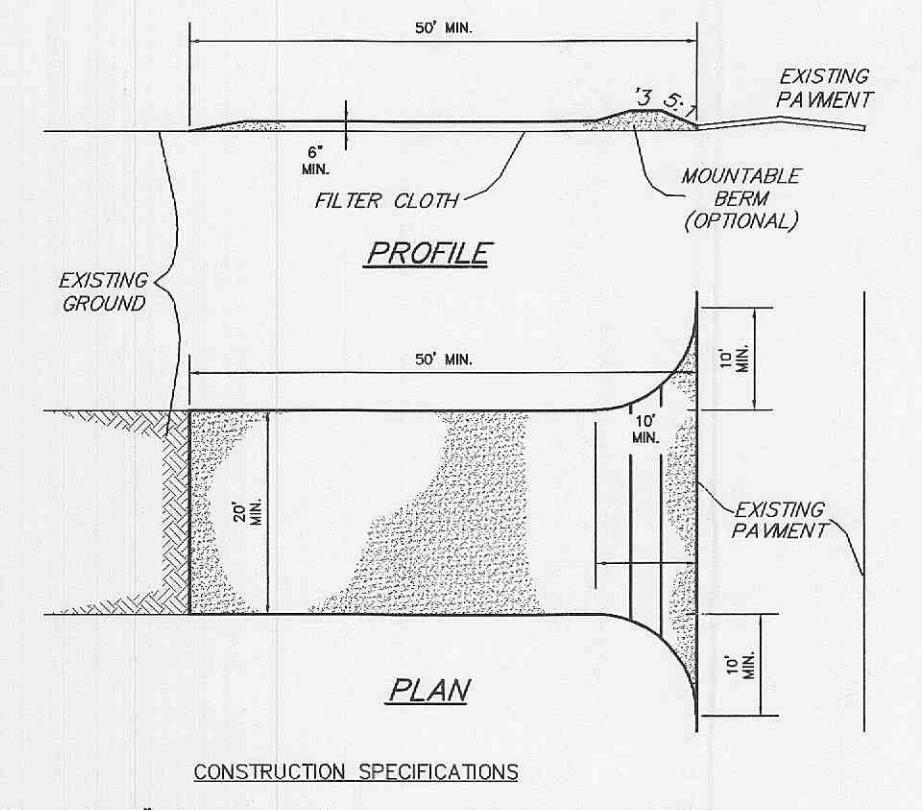 50' MIN.
EXISTING
PAVMENT
'3 5:1
6"
MIN.
FILTER CLOTH
MOUNTABLE
BERM
(OPTIONAL)
PROFILE
EXISTING
GROUND
50' MIN.
10'
MIN.
10'
MIN.
20'
MIN.
EXISTING
PAVMENT
10'
MIN.
PLAN
CONSTRUCTION SPECIFICATIONS